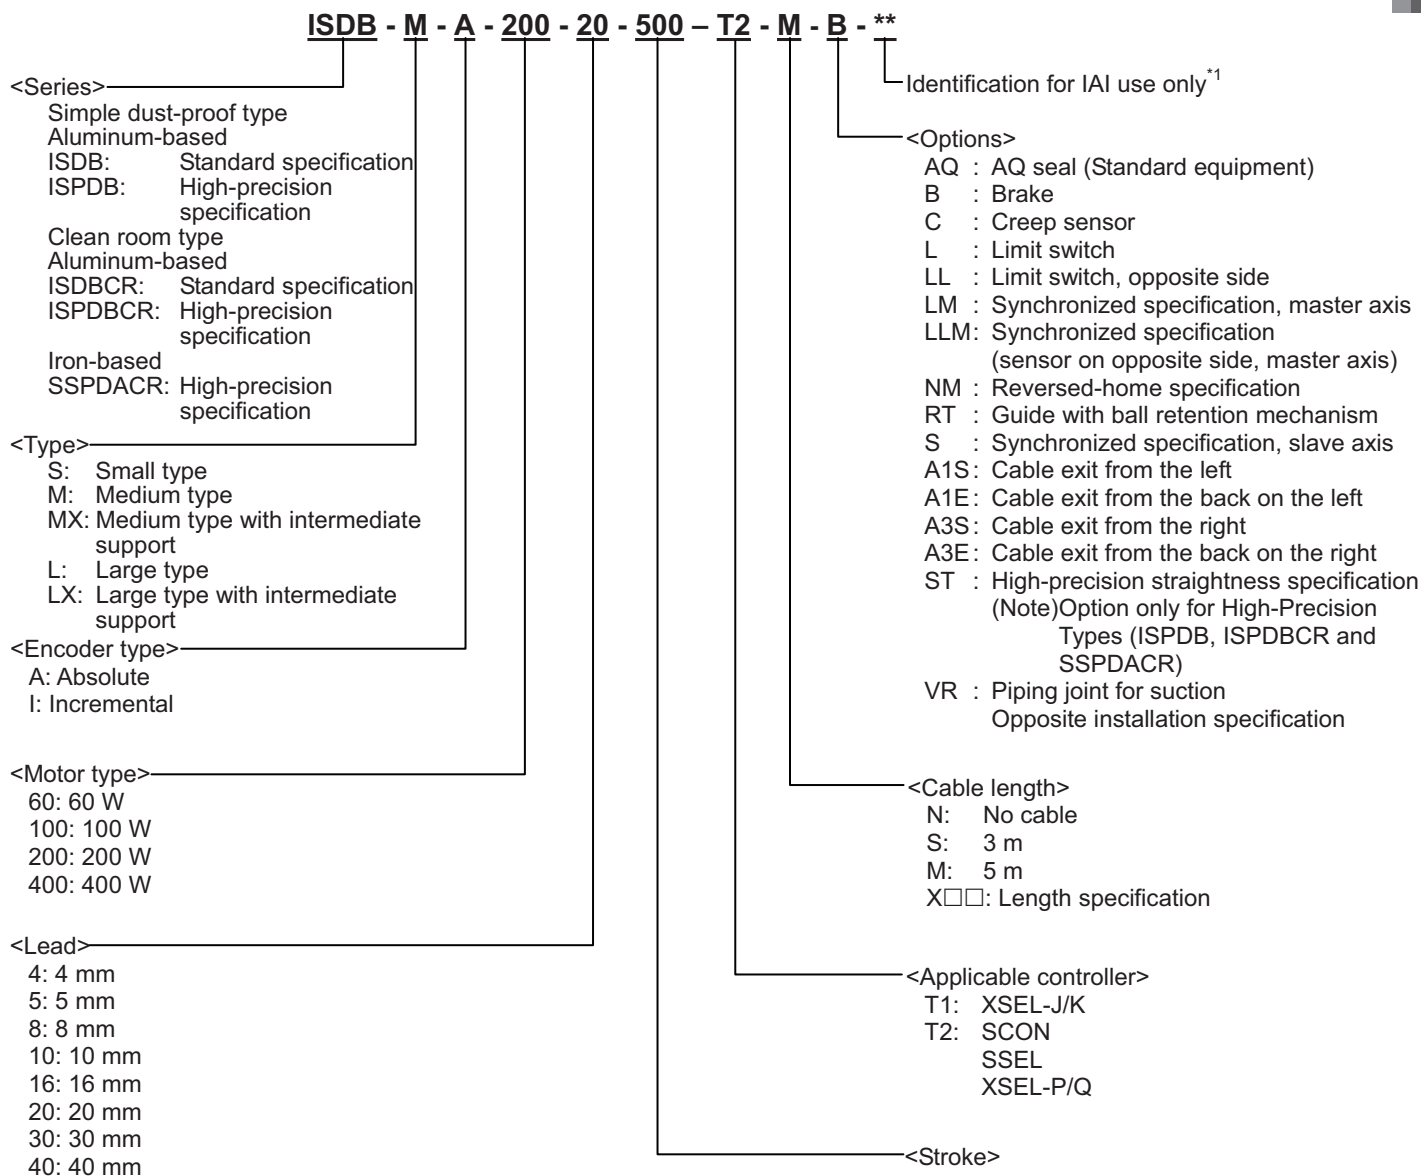 ISDB - M - A - 200 - 20 - 500 – T2 - M - B - **
<Series>
Simple dust-proof type
Aluminum-based
ISDB: Standard specification
ISPDB: High-precision
specification
Clean room type
Aluminum-based
ISDBCR: Standard specification
ISPDBCR: High-precision
specification
Iron-based
SSPDACR: High-precision
specification
<Type>
S: Small type
M: Medium type
MX: Medium type with intermediate
support
L: Large type
LX: Large type with intermediate
support
<Encoder type>
A: Absolute
I: Incremental
<Motor type>
60: 60 W
100: 100 W
200: 200 W
400: 400 W
<Lead>
4: 4 mm
5: 5 mm
8: 8 mm
10: 10 mm
16: 16 mm
20: 20 mm
30: 30 mm
40: 40 mm
Identification for IAI use only*1
<Options>
AQ : AQ seal (Standard equipment)
B : Brake
C : Creep sensor
L : Limit switch
LL : Limit switch, opposite side
LM : Synchronized specification, master axis
LLM : Synchronized specification
(sensor on opposite side, master axis)
NM : Reversed-home specification
RT : Guide with ball retention mechanism
S : Synchronized specification, slave axis
A1S : Cable exit from the left
A1E : Cable exit from the back on the left
A3S : Cable exit from the right
A3E : Cable exit from the back on the right
ST : High-precision straightness specification
(Note)Option only for High-Precision
Types (ISPDB, ISPDBCR and
SSPDACR)
VR : Piping joint for suction
Opposite installation specification
<Cable length>
N: No cable
S: 3 m
M: 5 m
X□□: Length specification
<Applicable controller>
T1: XSEL-J/K
T2: SCON
SSEL
XSEL-P/Q
<Stroke>